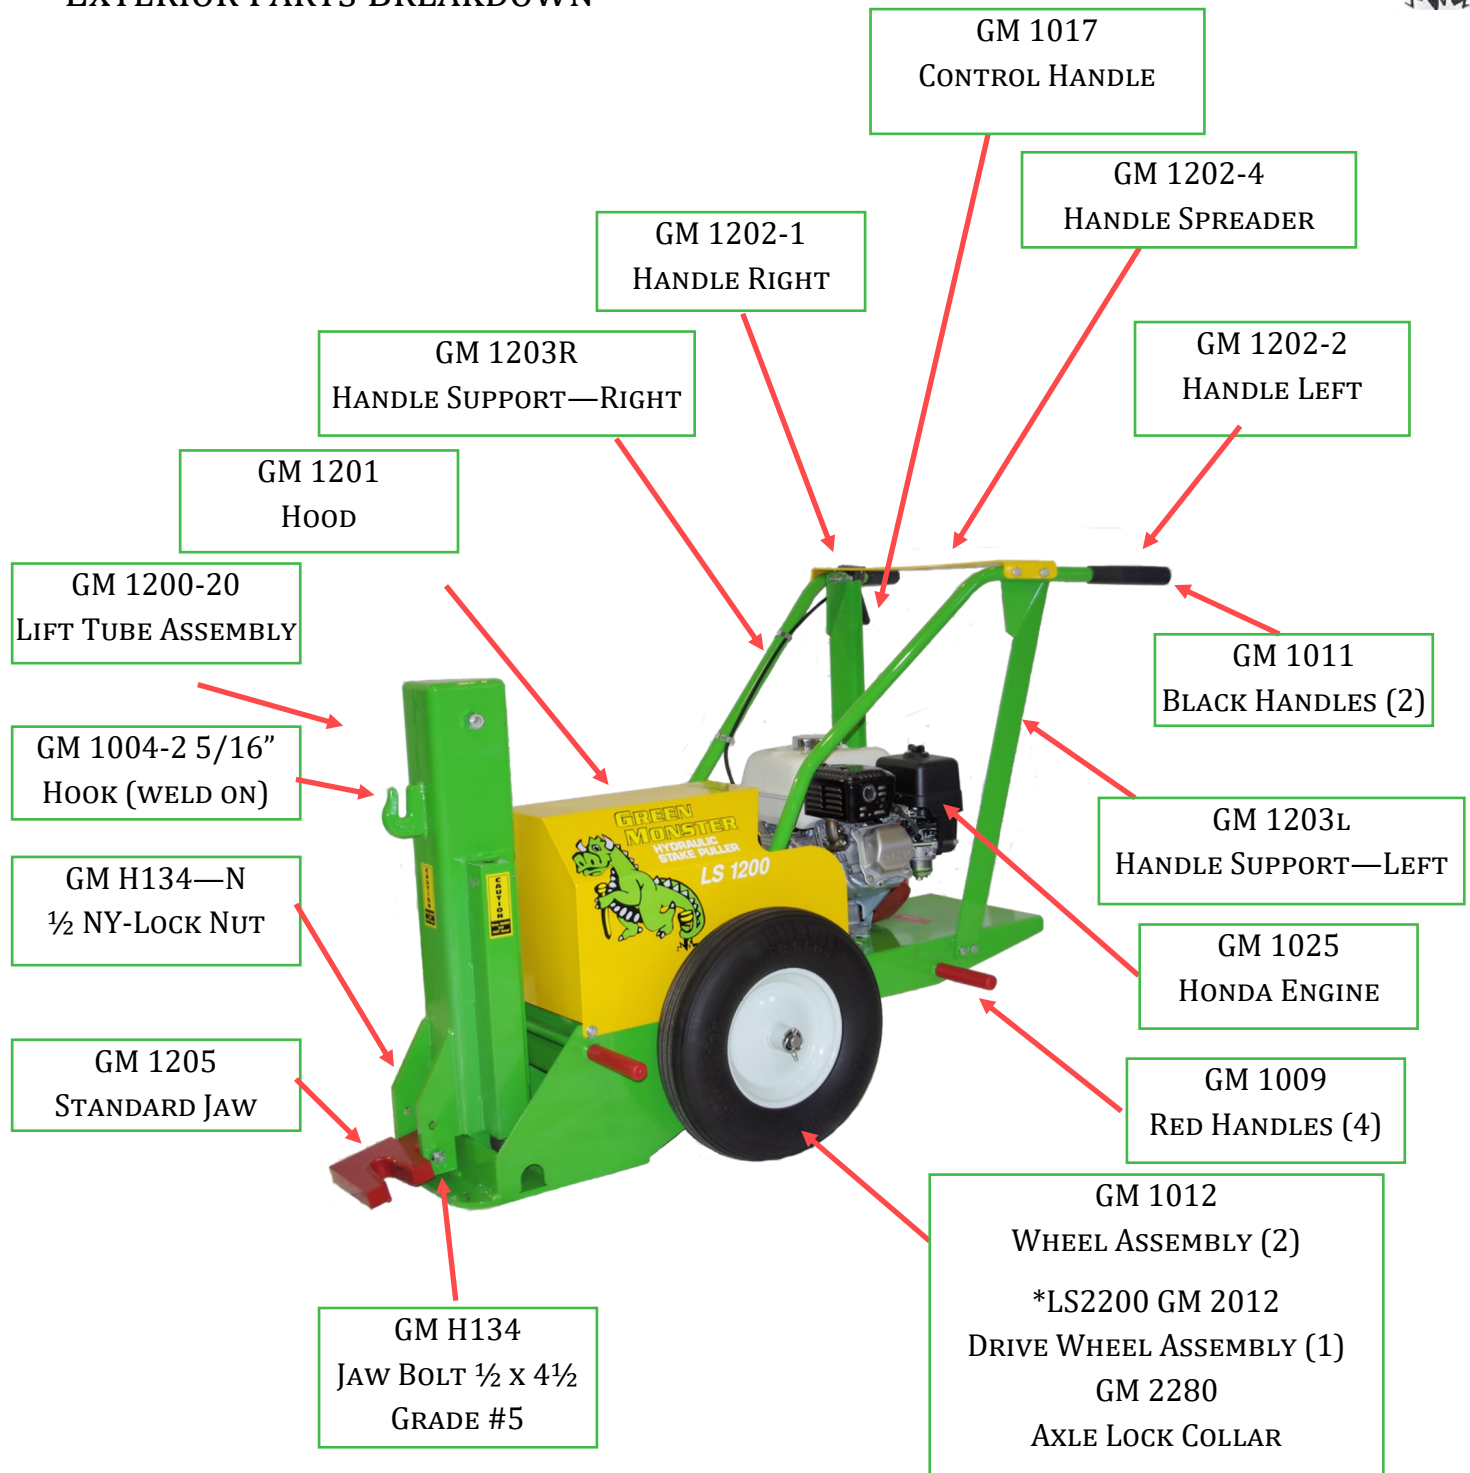 EXTERIOR PARTS BREAKDOWN
GM 1017
CONTROL HANDLE
GM 1202-4
HANDLE SPREADER
GM 1202-1
HANDLE RIGHT
GM 1202-2
HANDLE LEFT
GM 1203R
HANDLE SUPPORT—RIGHT
GM 1201
HOOD
GM 1200-20
LIFT TUBE ASSEMBLY
GM 1011
BLACK HANDLES (2)
GM 1004-2 5/16”
HOOK (WELD ON)
GM 1203L
HANDLE SUPPORT—LEFT
GM H134—N
½ NY-LOCK NUT
GM 1025
HONDA ENGINE
GM 1205
STANDARD JAW
GM 1009
RED HANDLES (4)
GM 1012
WHEEL ASSEMBLY (2)
*LS2200 GM 2012
DRIVE WHEEL ASSEMBLY (1)
GM 2280
AXLE LOCK COLLAR
GM H134
JAW BOLT ½ X 4½
GRADE #5
GREEN
MONSTER
HYDRAULIC
STAKE PULLER
LS 1200
CAUTION
CAUTION